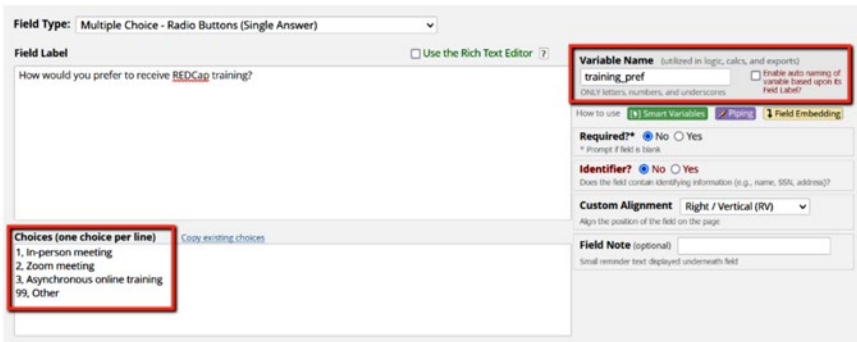 Field Type: Multiple Choice - Radio Buttons (Single Answer)
Field Label
Use the Rich Text Editor ?
How would you prefer to receive REDCap training?
Choices (one choice per line) Copy existing choices
1, In-person meeting
2, Zoom meeting
3, Asynchronous online training
99, Other
Variable Name (utilized in logic, calcs, and exports)
training_pref
Enable auto naming of
variable based upon its
Field Label?
ONLY letters, numbers, and underscores
How to use Smart Variables Piping Field Embedding
Required?* No Yes
* Prompt if field is blank
Identifier? No Yes
Does the field contain identifying information (e.g., name, SSN, address)?
Custom Alignment Right / Vertical (RV)
Align the position of the field on the page
Field Note (optional)
Small reminder text displayed underneath field